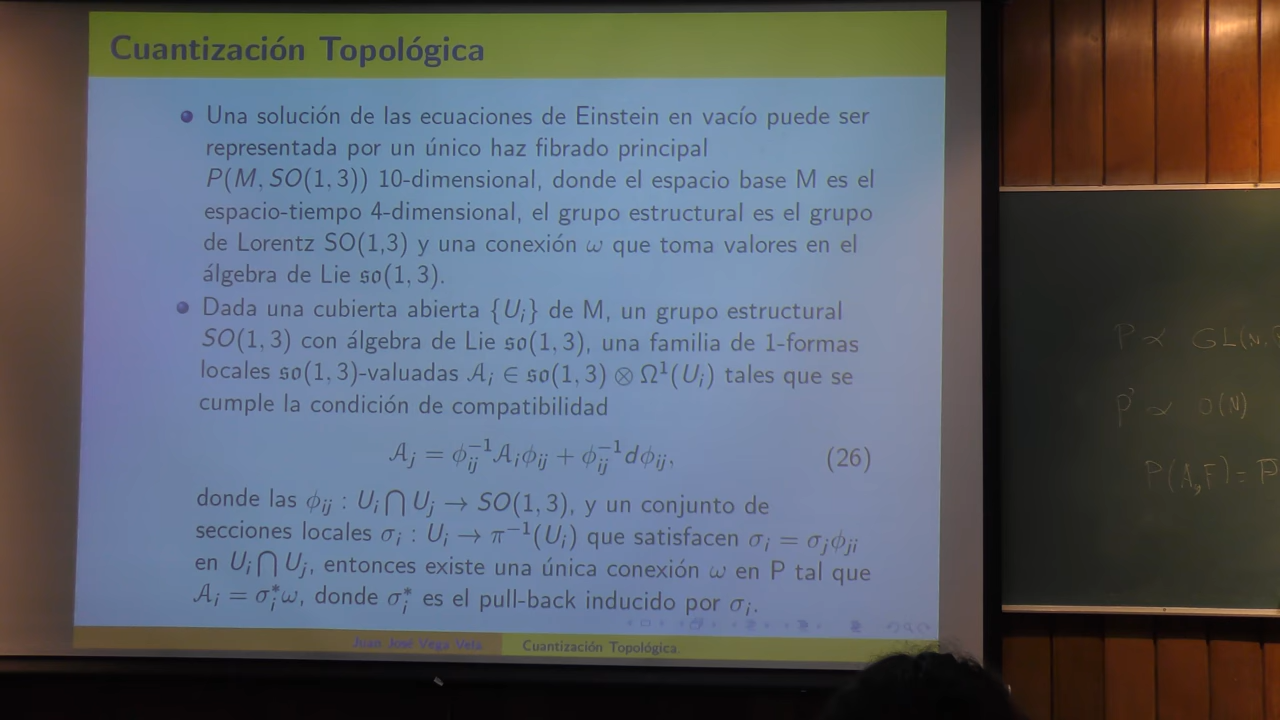 Cuantización Topológica
Una solución de las ecuaciones de Einstein en vacío puede ser
representada por un único haz fibrado principal
P(M, SO(1, 3)) 10-dimensional, donde el espacio base M es el
espacio-tiempo 4-dimensional, el grupo estructural es el grupo
de Lorentz SO(1,3) y una conexión ω que toma valores en el
álgebra de Lie 𝔰𝔬(1, 3).
Dada una cubierta abierta {U_i} de M, un grupo estructural
SO(1, 3) con álgebra de Lie 𝔰𝔬(1, 3), una familia de 1-formas
locales 𝔰𝔬(1, 3)-valuadas 𝒜_i ∈ 𝔰𝔬(1, 3) ⊗ Ω¹(U_i) tales que se
cumple la condición de compatibilidad
𝒜_j = ϕ_ij⁻¹ 𝒜_i ϕ_ij + ϕ_ij⁻¹ dϕ_ij, (26)
donde las ϕ_ij : U_i ⋂ U_j → SO(1, 3), y un conjunto de
secciones locales σ_i : U_i → π⁻¹(U_i) que satisfacen σ_i = σ_j ϕ_ji
en U_i ⋂ U_j, entonces existe una única conexión ω en P tal que
𝒜_i = σ_i* ω, donde σ_i* es el pull-back inducido por σ_i.
Juan José Vega Vela Cuantización Topológica
P ∝ GL(N,
P' ∝ O(N)
P(A,F) =